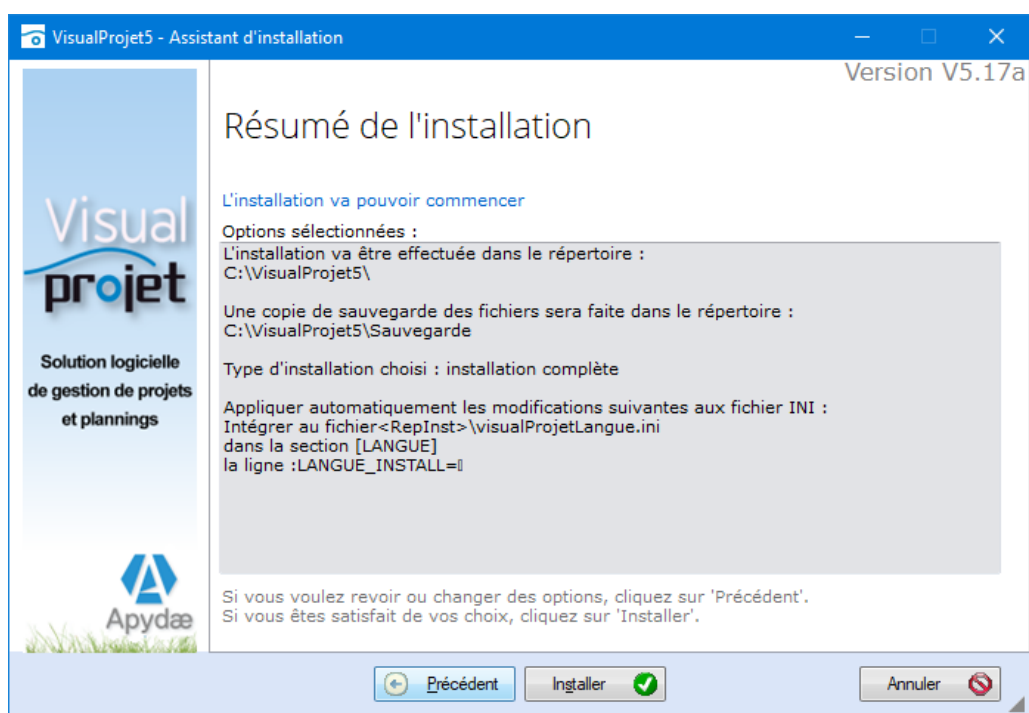 VisualProjet5 - Assistant d'installation
Version V5.17a
Résumé de l'installation
L'installation va pouvoir commencer
Options sélectionnées :
L'installation va être effectuée dans le répertoire :
C:\VisualProjet5\
Une copie de sauvegarde des fichiers sera faite dans le répertoire :
C:\VisualProjet5\Sauvegarde
Type d'installation choisi : installation complète
Appliquer automatiquement les modifications suivantes aux fichier INI :
Intégrer au fichier<RepInst>\visualProjetLangue.ini
dans la section [LANGUE]
la ligne :LANGUE_INSTALL=
Visual
projet
Solution logicielle
de gestion de projets
et plannings
Apydæ
Si vous voulez revoir ou changer des options, cliquez sur 'Précédent'.
Si vous êtes satisfait de vos choix, cliquez sur 'Installer'.
Précédent
Installer
Annuler